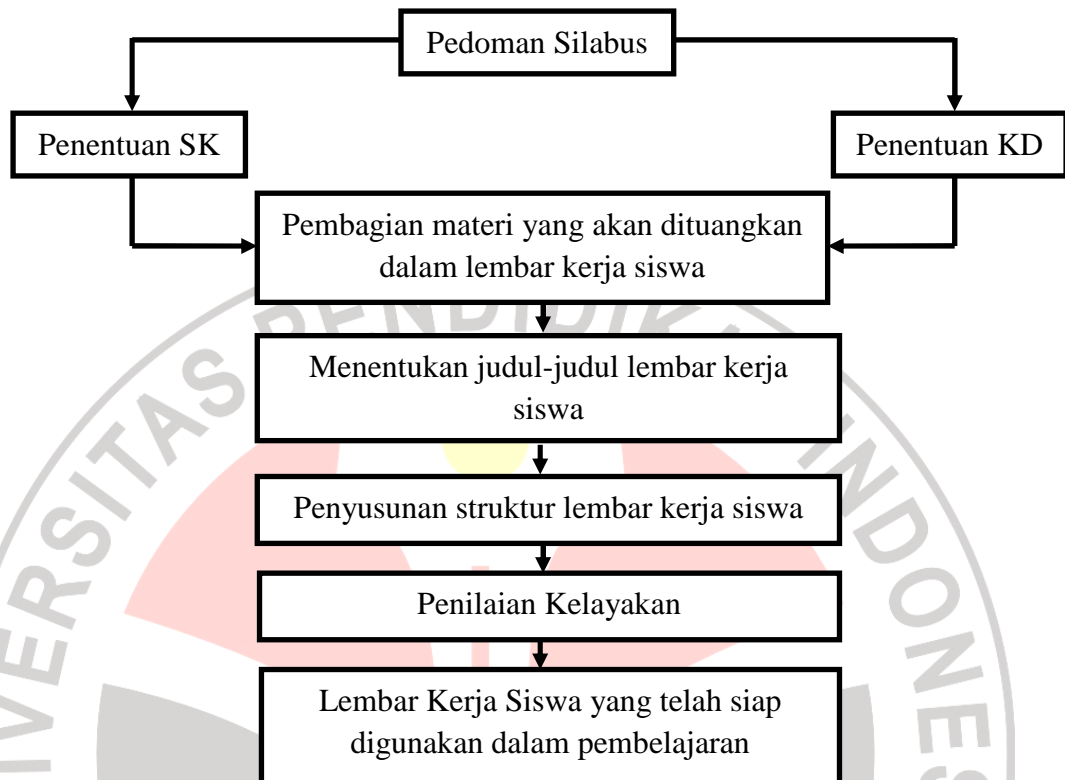 Pedoman Silabus
Penentuan SK
Penentuan KD
Pembagian materi yang akan dituangkan
dalam lembar kerja siswa
Menentukan judul-judul lembar kerja
siswa
Penyusunan struktur lembar kerja siswa
Penilaian Kelayakan
Lembar Kerja Siswa yang telah siap
digunakan dalam pembelajaran